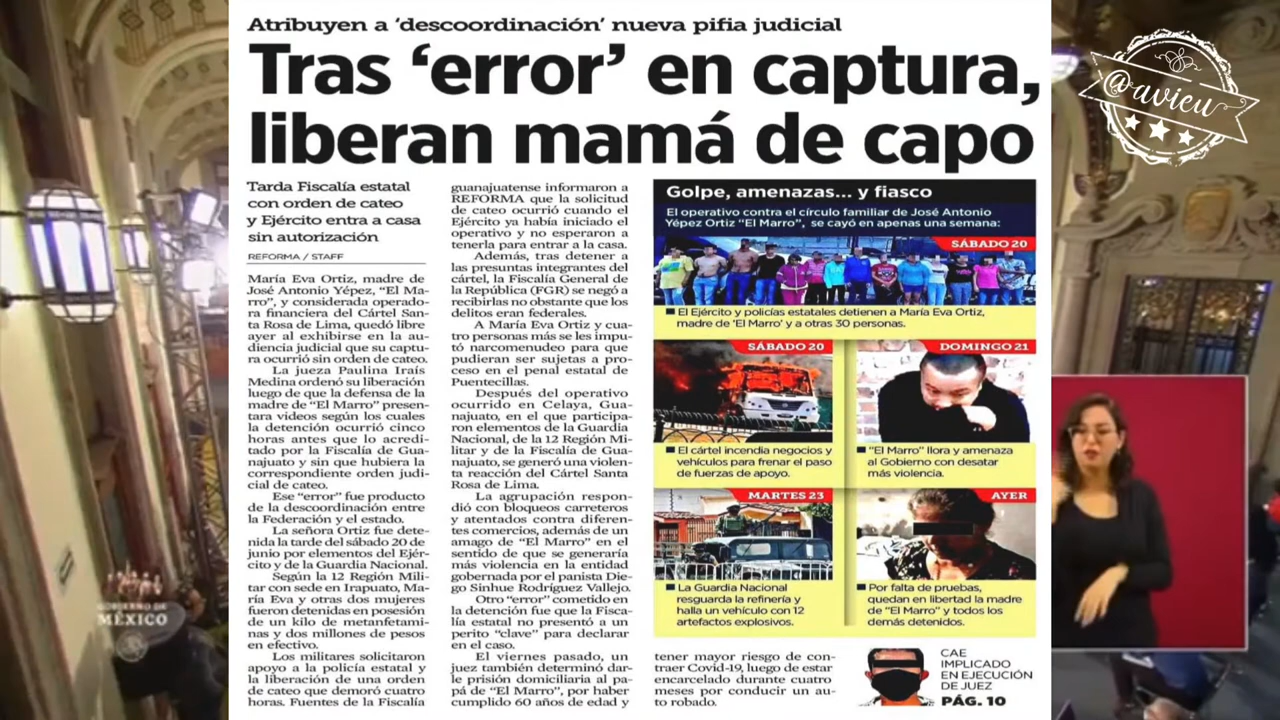 Atribuyen a ‘descoordinación’ nueva pifia judicial
Tras ‘error’ en captura,
liberan mamá de capo
Tarda Fiscalía estatal
con orden de cateo
y Ejército entra a casa
sin autorización
REFORMA / STAFF
María Eva Ortiz, madre de
José Antonio Yépez, “El Ma-
rro”, y considerada operado-
ra financiera del Cártel San-
ta Rosa de Lima, quedó libre
ayer al exhibirse en la au-
diencia judicial que su captu-
ra ocurrió sin orden de cateo.
La jueza Paulina Iraís
Medina ordenó su liberación
luego de que la defensa de la
madre de “El Marro” presen-
tara videos según los cuales
la detención ocurrió cinco
horas antes que lo acredi-
tado por la Fiscalía de Gua-
najuato y sin que hubiera la
correspondiente orden judi-
cial de cateo.
Ese “error” fue producto
de la descoordinación entre
la Federación y el estado.
La señora Ortiz fue dete-
nida la tarde del sábado 20 de
junio por elementos del Ejér-
cito y de la Guardia Nacional.
Según la 12 Región Mili-
tar con sede en Irapuato, Ma-
ría Eva y otras dos mujeres
fueron detenidas en posesión
de un kilo de metanfetami-
nas y dos millones de pesos
en efectivo.
Los militares solicitaron
apoyo a la policía estatal y
la liberación de una orden
de cateo que demoró cuatro
horas. Fuentes de la Fiscalía
guanajuatense informaron a
REFORMA que la solicitud
de cateo ocurrió cuando el
Ejército ya había iniciado el
operativo y no esperaron a
tenerla para entrar a la casa.
Además, tras detener a
las presuntas integrantes del
cártel, la Fiscalía General de
la República (FGR) se negó a
recibirlas no obstante que los
delitos eran federales.
A María Eva Ortiz y cua-
tro personas más se les impu-
tó narcomenudeo para que
pudieran ser sujetas a pro-
ceso en el penal estatal de
Puentecillas.
Después del operativo
ocurrido en Celaya, Gua-
najuato, en el que participa-
ron elementos de la Guardia
Nacional, de la 12 Región Mi-
litar y de la Fiscalía de Gua-
najuato, se generó una violen-
ta reacción del Cártel Santa
Rosa de Lima.
La agrupación respon-
dió con bloqueos carreteros
y atentados contra diferen-
tes comercios, además de un
amago de “El Marro” en el
sentido de que se generaría
más violencia en la entidad
gobernada por el panista Die-
go Sinhue Rodríguez Vallejo.
Otro “error” cometido en
la detención fue que la Fisca-
lía estatal no presentó a un
perito “clave” para declarar
en el caso.
El viernes pasado, un
juez también determinó dar-
le prisión domiciliaria al pa-
pá de “El Marro”, por haber
cumplido 60 años de edad y
tener mayor riesgo de con-
traer Covid-19, luego de estar
encarcelado durante cuatro
meses por conducir un au-
to robado.
Golpe, amenazas... y fiasco
El operativo contra el círculo familiar de José Antonio
Yépez Ortiz “El Marro”, se cayó en apenas una semana:
SÁBADO 20
El Ejército y policías estatales detienen a María Eva Ortiz,
madre de ‘El Marro’ y a otras 30 personas.
SÁBADO 20
El cártel incendia negocios y
vehículos para frenar el paso
de fuerzas de apoyo.
DOMINGO 21
“El Marro” llora y amenaza
al Gobierno con desatar
más violencia.
MARTES 23
La Guardia Nacional
resguarda la refinería y
halla un vehículo con 12
artefactos explosivos.
AYER
Por falta de pruebas,
quedan en libertad la madre
de “El Marro” y todos los
demás detenidos.
CAE
IMPLICADO
EN EJECUCIÓN
DE JUEZ
PÁG. 10
@avieu
GOBIERNO DE
MÉXICO